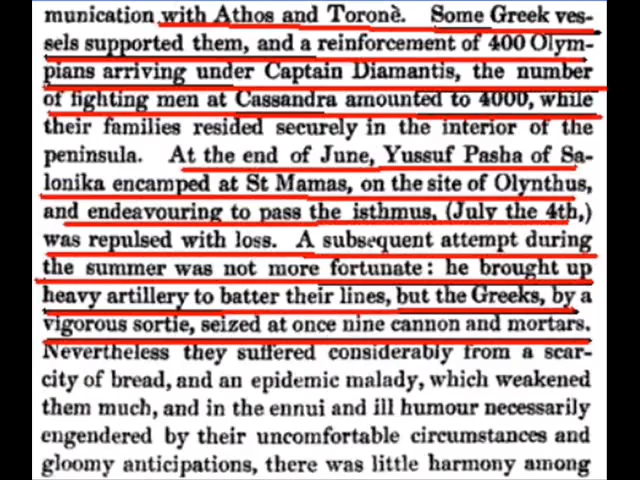 munication with Athos and Toronè. Some Greek ves-
sels supported them, and a reinforcement of 400 Olym-
pians arriving under Captain Diamantis, the number
of fighting men at Cassandra amounted to 4000, while
their families resided securely in the interior of the
peninsula. At the end of June, Yussuf Pasha of Sa-
lonika encamped at St Mamas, on the site of Olynthus,
and endeavouring to pass the isthmus, (July the 4th,)
was repulsed with loss. A subsequent attempt during
the summer was not more fortunate: he brought up
heavy artillery to batter their lines, but the Greeks, by a
vigorous sortie, seized at once nine cannon and mortars.
Nevertheless they suffered considerably from a scar-
city of bread, and an epidemic malady, which weakened
them much, and in the ennui and ill humour necessarily
engendered by their uncomfortable circumstances and
gloomy anticipations, there was little harmony among